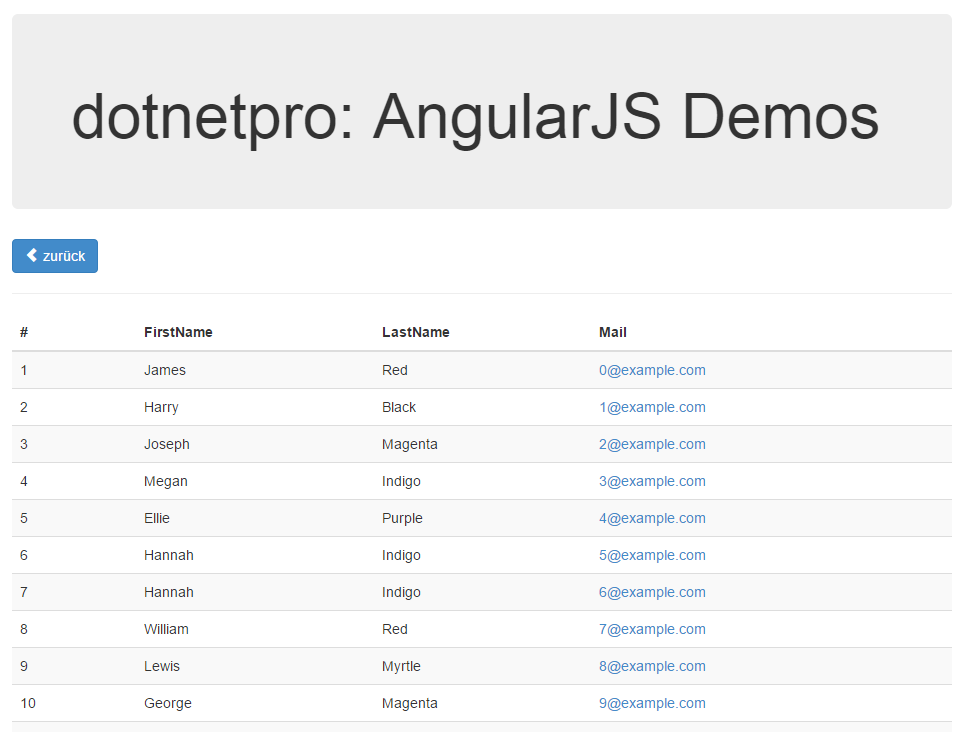 dotnetpro: AngularJS Demos
zurück
# FirstName LastName Mail
1 James Red 0@example.com
2 Harry Black 1@example.com
3 Joseph Magenta 2@example.com
4 Megan Indigo 3@example.com
5 Ellie Purple 4@example.com
6 Hannah Indigo 5@example.com
7 Hannah Indigo 6@example.com
8 William Red 7@example.com
9 Lewis Myrtle 8@example.com
10 George Magenta 9@example.com